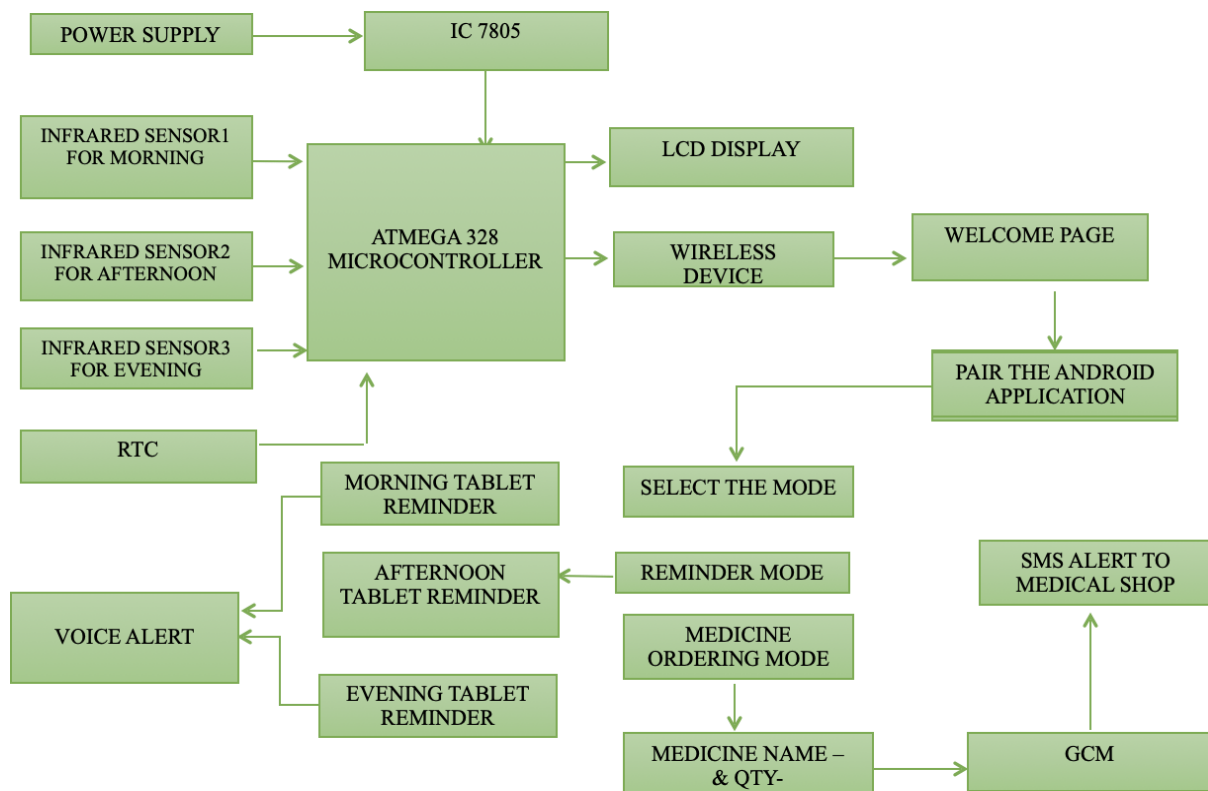 POWER SUPPLY
IC 7805
INFRARED SENSOR1
FOR MORNING
LCD DISPLAY
ATMEGA 328
MICROCONTROLLER
INFRARED SENSOR2
FOR AFTERNOON
WIRELESS
DEVICE
WELCOME PAGE
INFRARED SENSOR3
FOR EVENING
PAIR THE ANDROID
APPLICATION
RTC
MORNING TABLET
REMINDER
SELECT THE MODE
AFTERNOON
TABLET REMINDER
REMINDER MODE
SMS ALERT TO
MEDICAL SHOP
VOICE ALERT
MEDICINE
ORDERING MODE
EVENING TABLET
REMINDER
MEDICINE NAME –
& QTY-
GCM